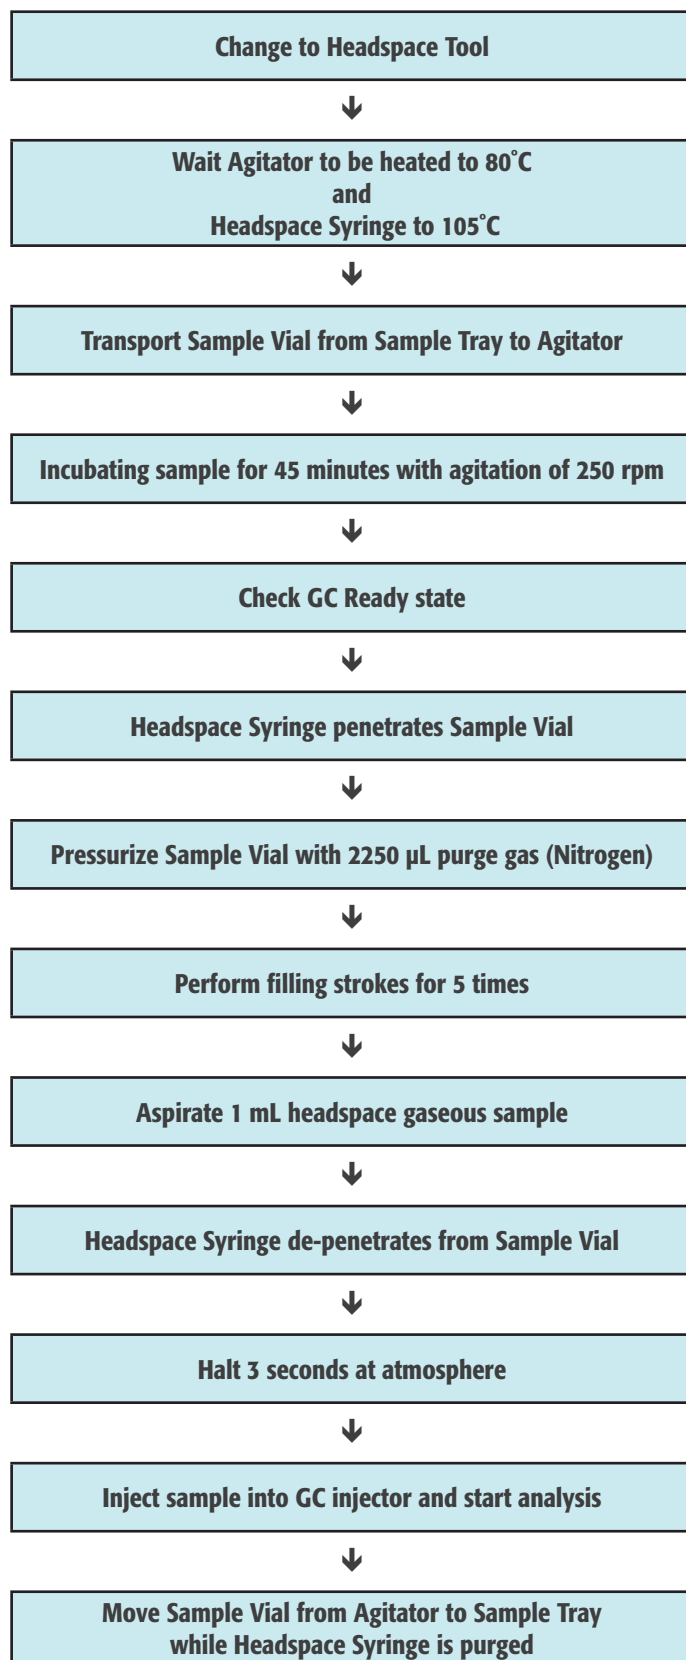 Change to Headspace Tool
Wait Agitator to be heated to 80°C
and
Headspace Syringe to 105°C
Transport Sample Vial from Sample Tray to Agitator
Incubating sample for 45 minutes with agitation of 250 rpm
Check GC Ready state
Headspace Syringe penetrates Sample Vial
Pressurize Sample Vial with 2250 µL purge gas (Nitrogen)
Perform filling strokes for 5 times
Aspirate 1 mL headspace gaseous sample
Headspace Syringe de-penetrates from Sample Vial
Halt 3 seconds at atmosphere
Inject sample into GC injector and start analysis
Move Sample Vial from Agitator to Sample Tray
while Headspace Syringe is purged